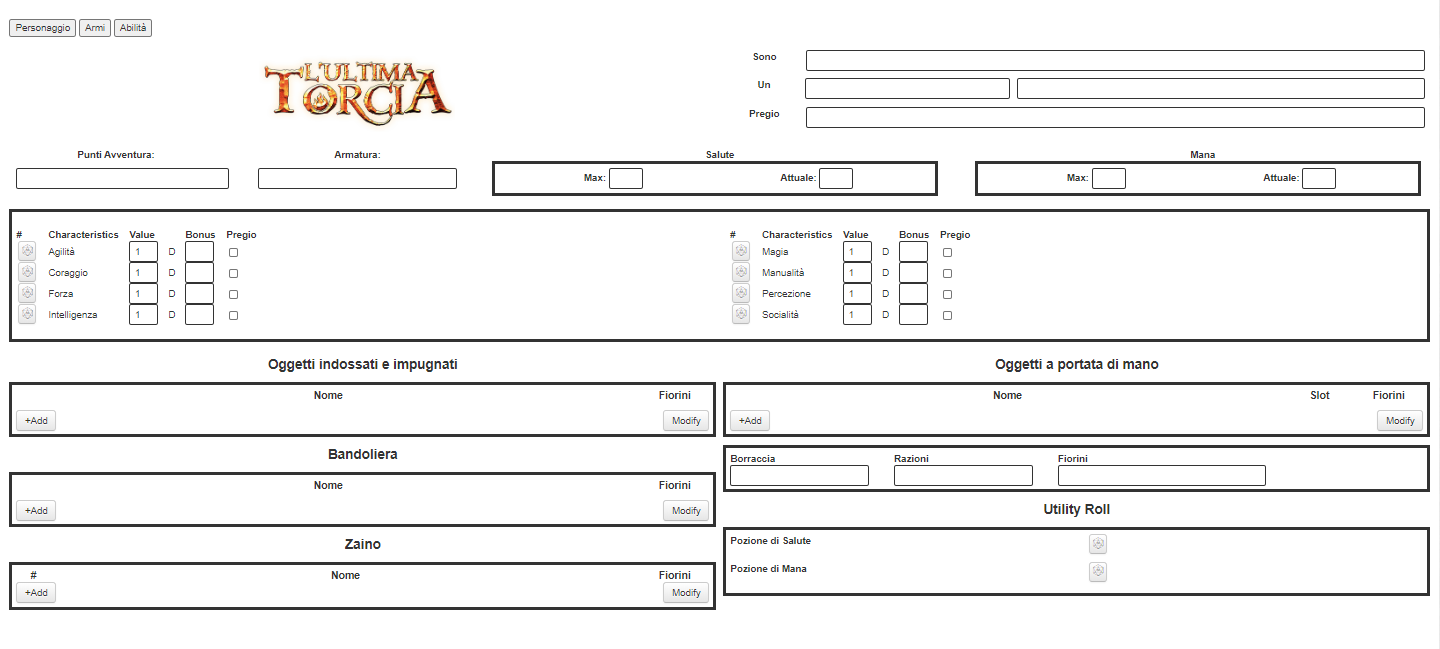 Personaggio Armi Abilità
L'ULTIMA
TORCIA
Sono
Un
Pregio
Punti Avventura: Armatura: Salute Mana
Max: Attuale: Max: Attuale:
# Characteristics Value Bonus Pregio # Characteristics Value Bonus Pregio
Agilità 1 D Magia 1 D
Coraggio 1 D Manualità 1 D
Forza 1 D Percezione 1 D
Intelligenza 1 D Socialità 1 D
Oggetti indossati e impugnati
Nome Fiorini
+Add Modify
Oggetti a portata di mano
Nome Slot Fiorini
+Add Modify
Bandoliera
Nome Fiorini
+Add Modify
Borraccia Razioni Fiorini
Zaino
# Nome Fiorini
+Add Modify
Utility Roll
Pozione di Salute
Pozione di Mana